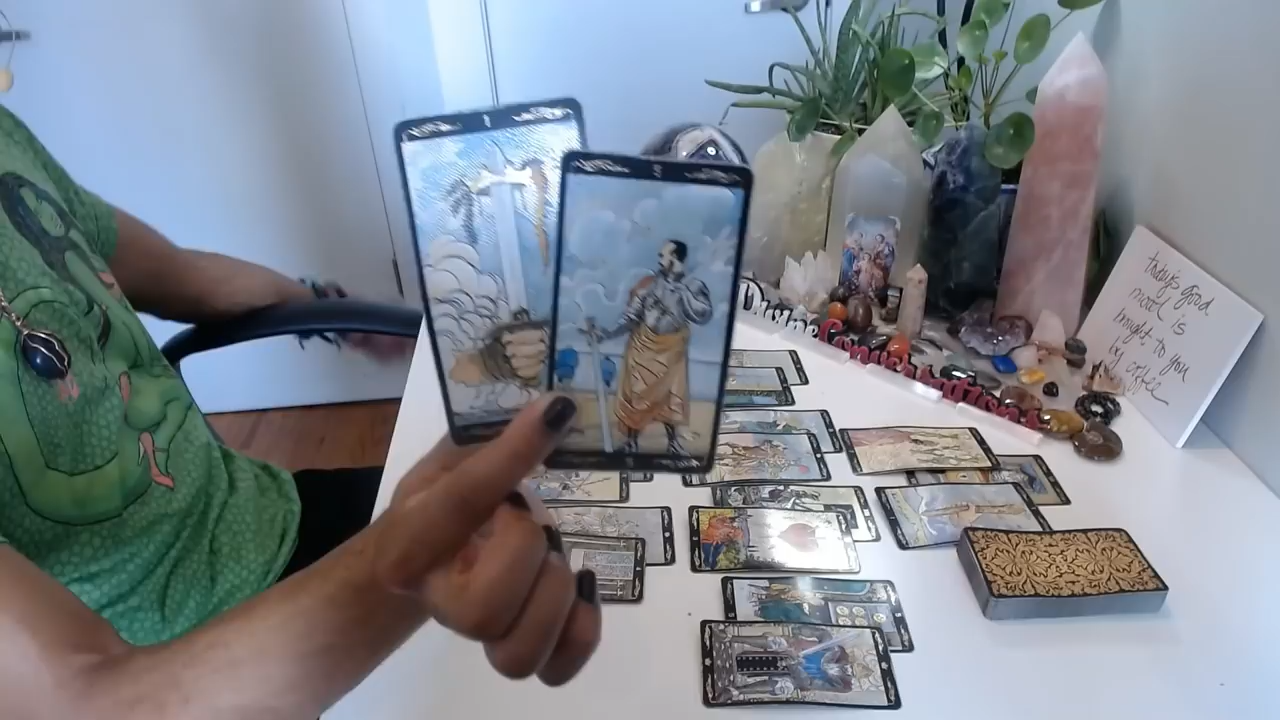 Divine Conversations
today's good
mood is
brought to you
by coffee